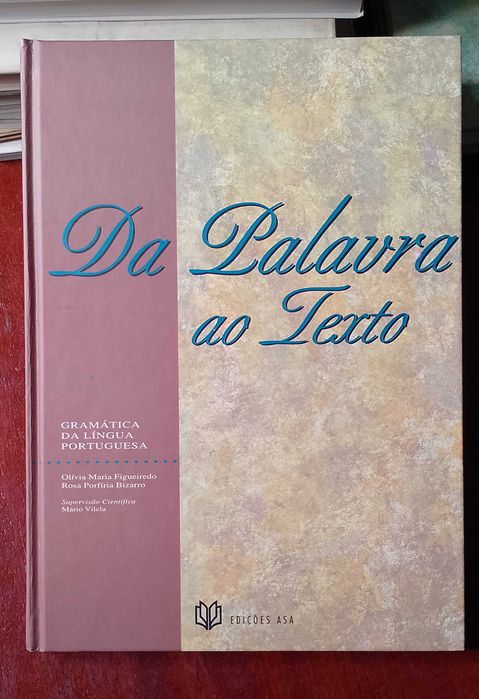 Da Palavra
ao Texto
GRAMÁTICA
DA LÍNGUA
PORTUGUESA
Olívia Maria Figueiredo
Rosa Porfíria Bizarro
Supervisão Científica
Mário Vilela
EDIÇÕES ASA